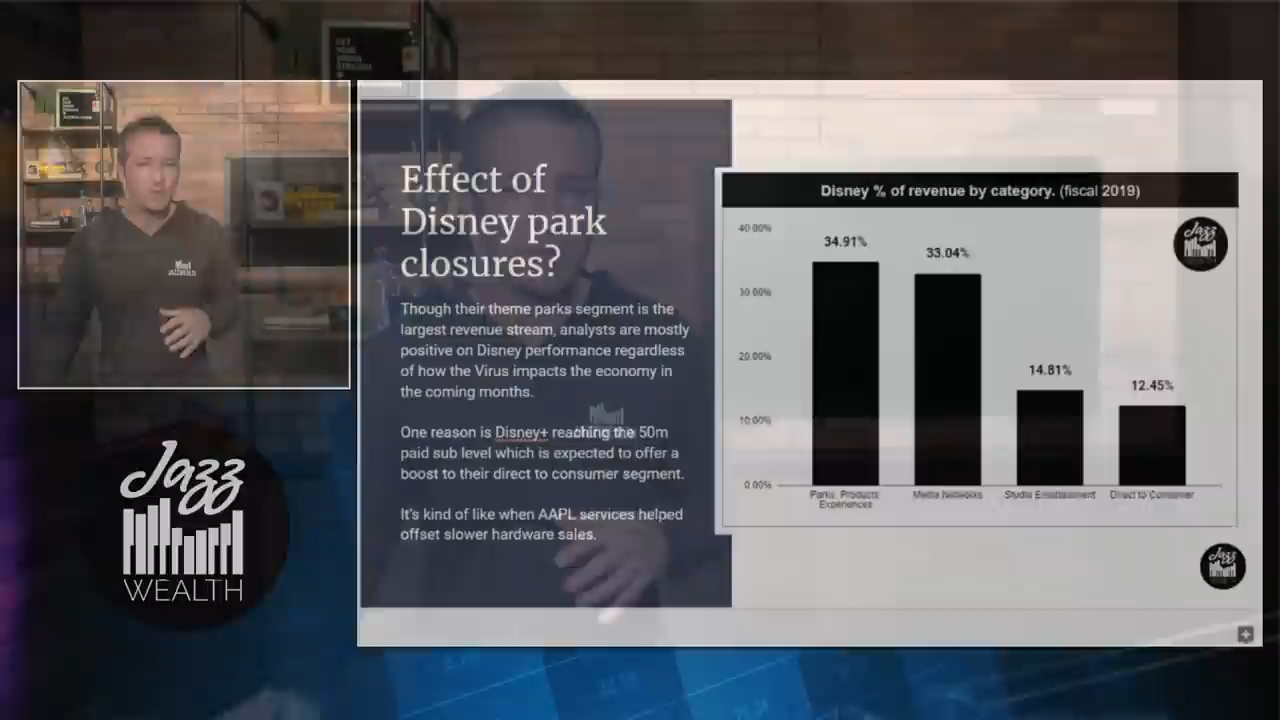 Effect of
Disney park
closures?
Though their theme parks segment is the
largest revenue stream, analysts are mostly
positive on Disney performance regardless
of how the Virus impacts the economy in
the coming months.
One reason is Disney+ reaching the 50m
paid sub level which is expected to offer a
boost to their direct to consumer segment.
It's kind of like when AAPL services helped
offset slower hardware sales.
Disney % of revenue by category. (fiscal 2019)
40.00%
30.00%
20.00%
10.00%
0.00%
34.91%
33.04%
14.81%
12.45%
Parks, Products
Experiences
Media Networks
Studio Entertainment
Direct to Consumer
Jazz
Jazz
Jazz
WEALTH
JAZZWEALTH